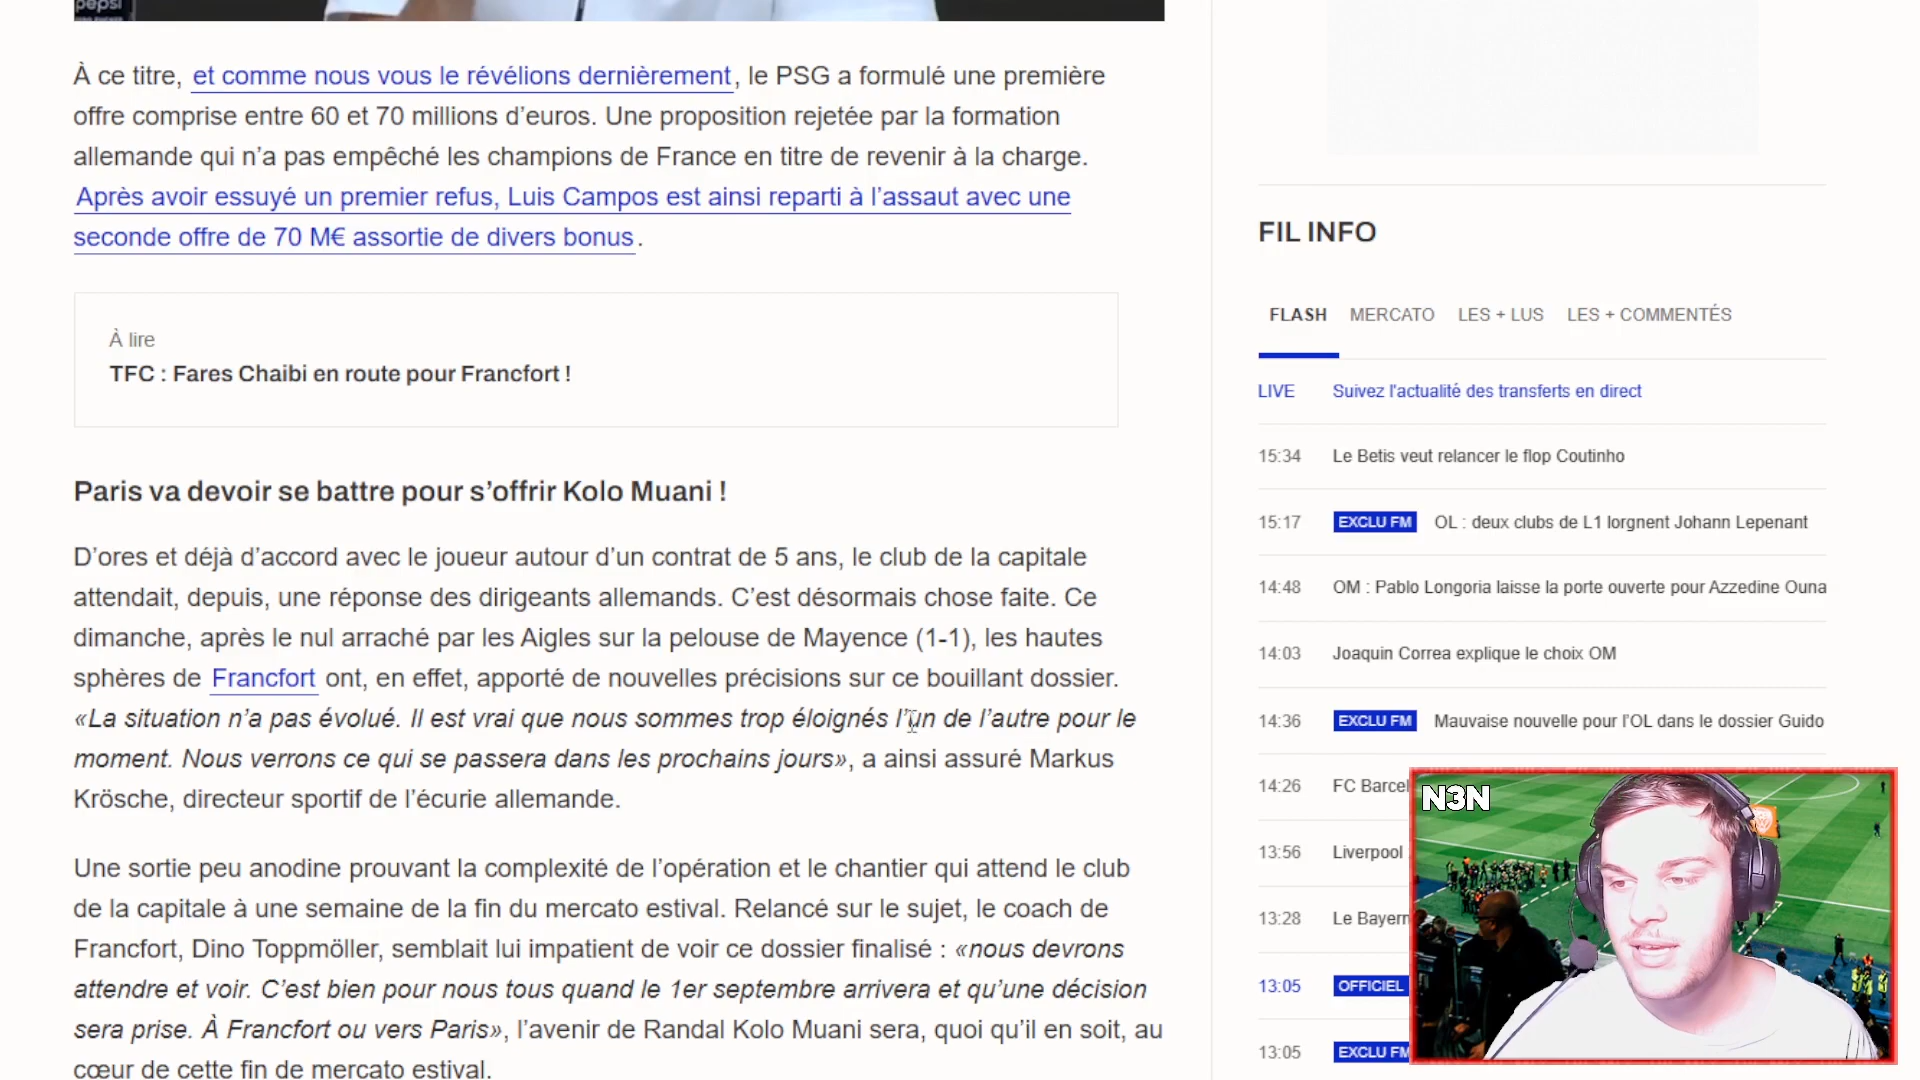 pepsi
À ce titre, et comme nous vous le révélions dernièrement, le PSG a formulé une première
offre comprise entre 60 et 70 millions d’euros. Une proposition rejetée par la formation
allemande qui n’a pas empêché les champions de France en titre de revenir à la charge.
Après avoir essuyé un premier refus, Luis Campos est ainsi reparti à l’assaut avec une
seconde offre de 70 M€ assortie de divers bonus.
À lire
TFC : Fares Chaibi en route pour Francfort !
Paris va devoir se battre pour s’offrir Kolo Muani !
D’ores et déjà d’accord avec le joueur autour d’un contrat de 5 ans, le club de la capitale
attendait, depuis, une réponse des dirigeants allemands. C’est désormais chose faite. Ce
dimanche, après le nul arraché par les Aigles sur la pelouse de Mayence (1-1), les hautes
sphères de Francfort ont, en effet, apporté de nouvelles précisions sur ce bouillant dossier.
«La situation n’a pas évolué. Il est vrai que nous sommes trop éloignés l’un de l’autre pour le
moment. Nous verrons ce qui se passera dans les prochains jours», a ainsi assuré Markus
Krösche, directeur sportif de l’écurie allemande.
Une sortie peu anodine prouvant la complexité de l’opération et le chantier qui attend le club
de la capitale à une semaine de la fin du mercato estival. Relancé sur le sujet, le coach de
Francfort, Dino Toppmöller, semblait lui impatient de voir ce dossier finalisé : «nous devrons
attendre et voir. C’est bien pour nous tous quand le 1er septembre arrivera et qu’une décision
sera prise. À Francfort ou vers Paris», l’avenir de Randal Kolo Muani sera, quoi qu’il en soit, au
cœur de cette fin de mercato estival.
FIL INFO
FLASH MERCATO LES + LUS LES + COMMENTÉS
LIVE Suivez l'actualité des transferts en direct
15:34 Le Betis veut relancer le flop Coutinho
15:17 EXCLU FM OL : deux clubs de L1 lorgnent Johann Lepenant
14:48 OM : Pablo Longoria laisse la porte ouverte pour Azzedine Ouna
14:03 Joaquin Correa explique le choix OM
14:36 EXCLU FM Mauvaise nouvelle pour l’OL dans le dossier Guido
14:26 FC Barcel
13:56 Liverpool
13:28 Le Bayern
13:05 OFFICIEL
13:05 EXCLU FM
N3N